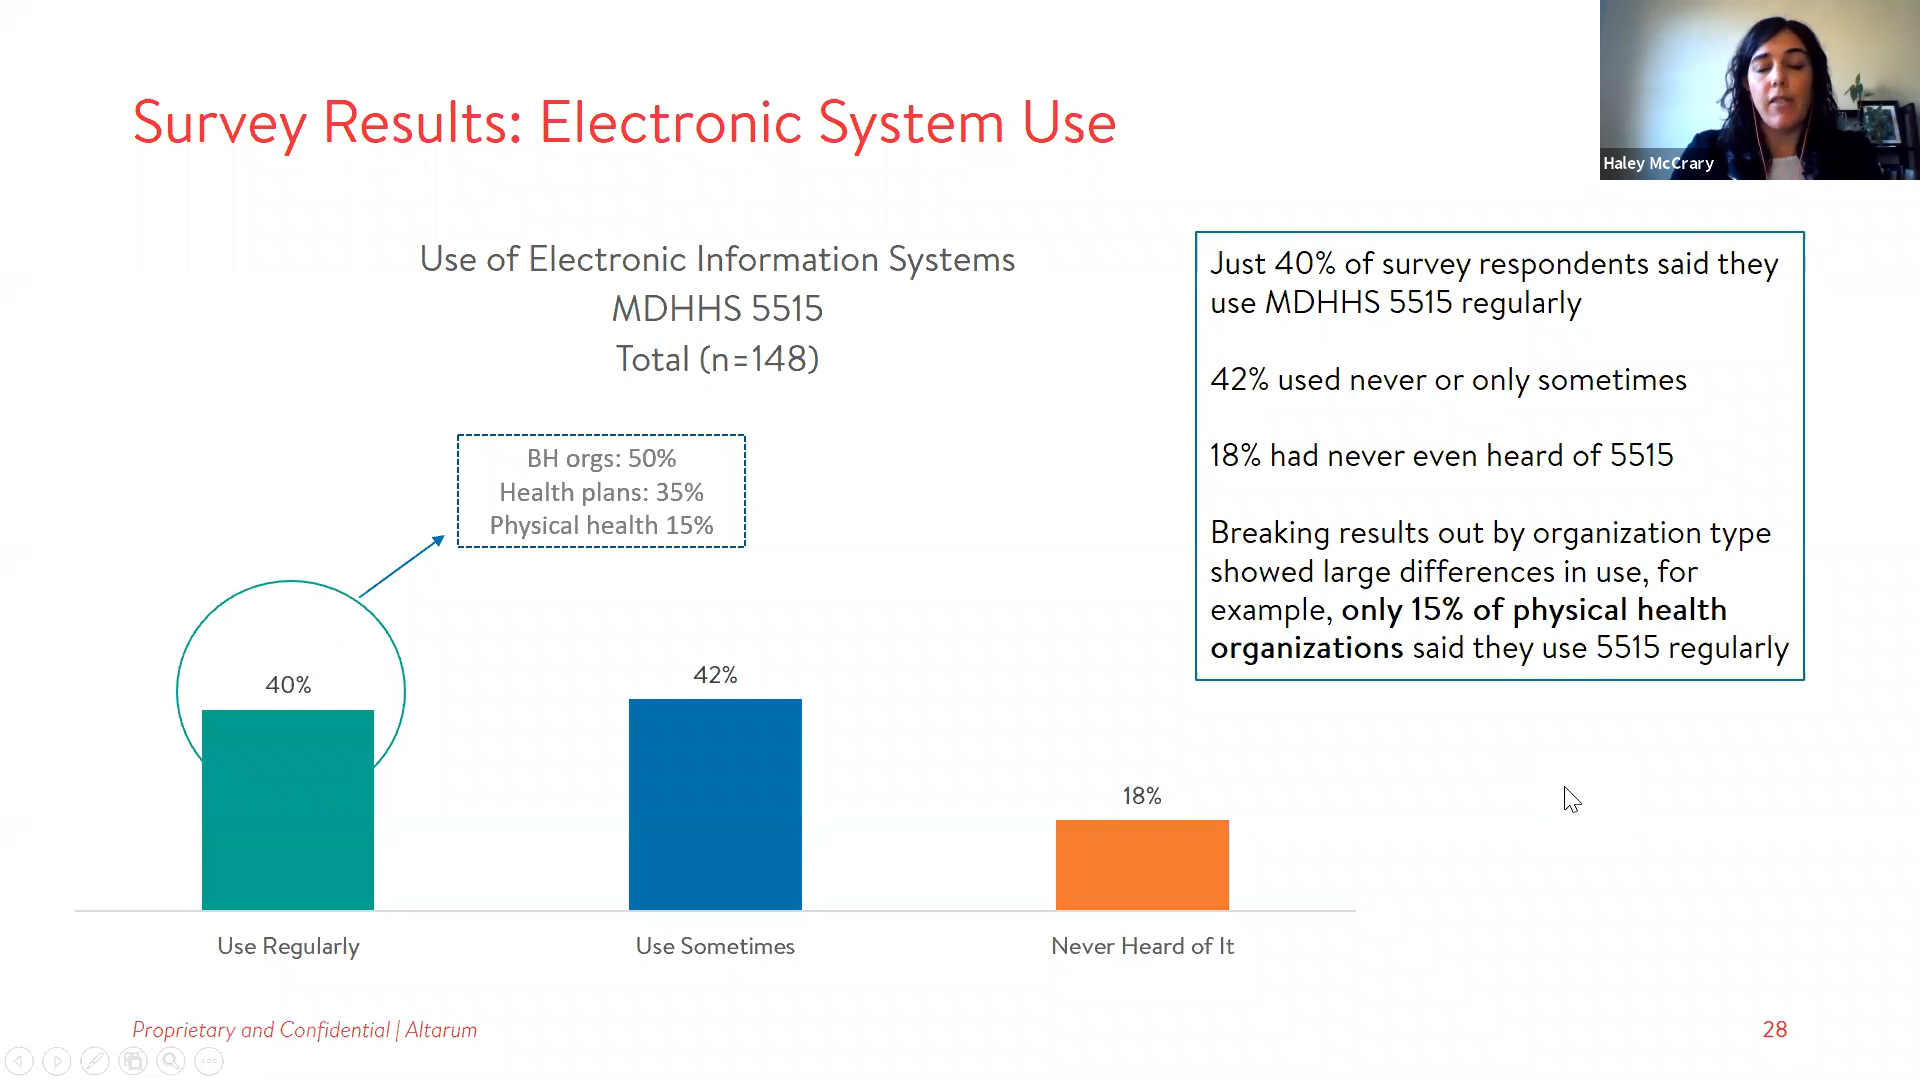 Survey Results: Electronic System Use
Haley McCrary
Use of Electronic Information Systems
MDHHS 5515
Total (n=148)
BH orgs: 50%
Health plans: 35%
Physical health 15%
40%
42%
18%
Use Regularly
Use Sometimes
Never Heard of It
Just 40% of survey respondents said they
use MDHHS 5515 regularly
42% used never or only sometimes
18% had never even heard of 5515
Breaking results out by organization type
showed large differences in use, for
example, only 15% of physical health
organizations said they use 5515 regularly
Proprietary and Confidential | Altarum
28